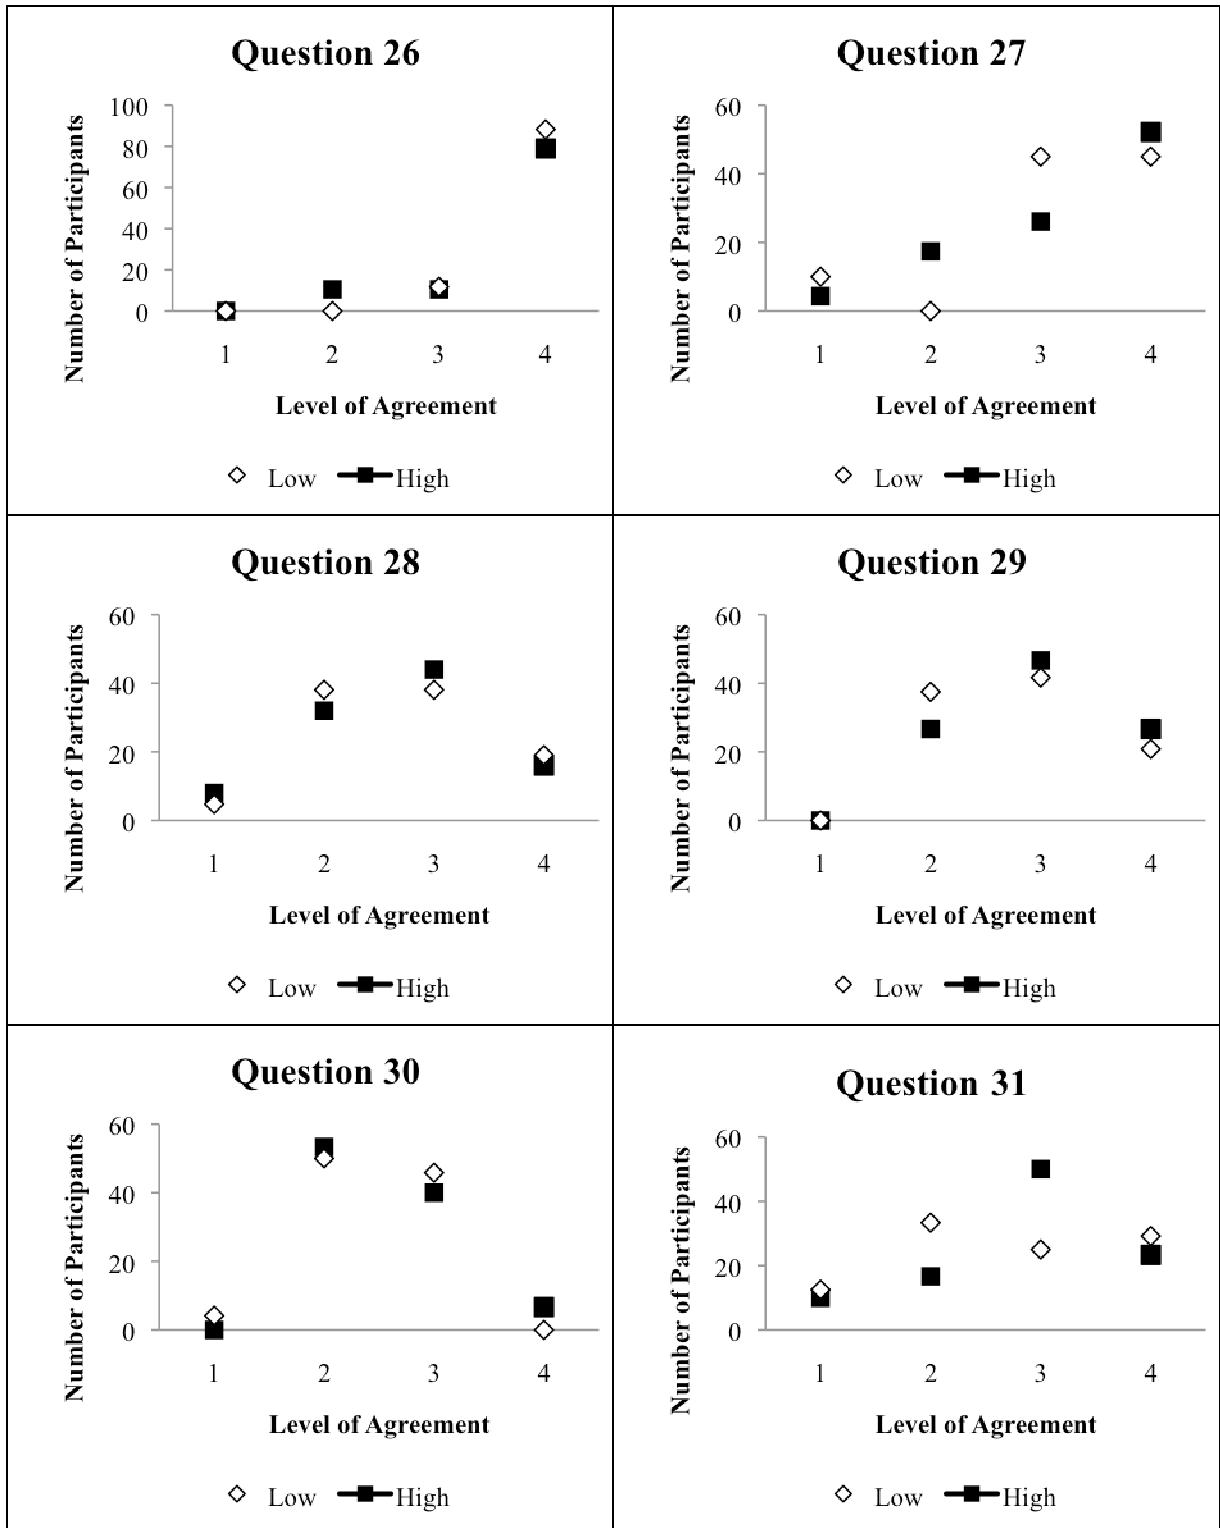 Question 26
Number of Participants
100
80
60
40
20
0
1 2 3 4
Level of Agreement
Low High
Question 27
Number of Participants
60
40
20
0
1 2 3 4
Level of Agreement
Low High
Question 28
Number of Participants
60
40
20
0
1 2 3 4
Level of Agreement
Low High
Question 29
Number of Participants
60
40
20
0
1 2 3 4
Level of Agreement
Low High
Question 30
Number of Participants
60
40
20
0
1 2 3 4
Level of Agreement
Low High
Question 31
Number of Participants
60
40
20
0
1 2 3 4
Level of Agreement
Low High